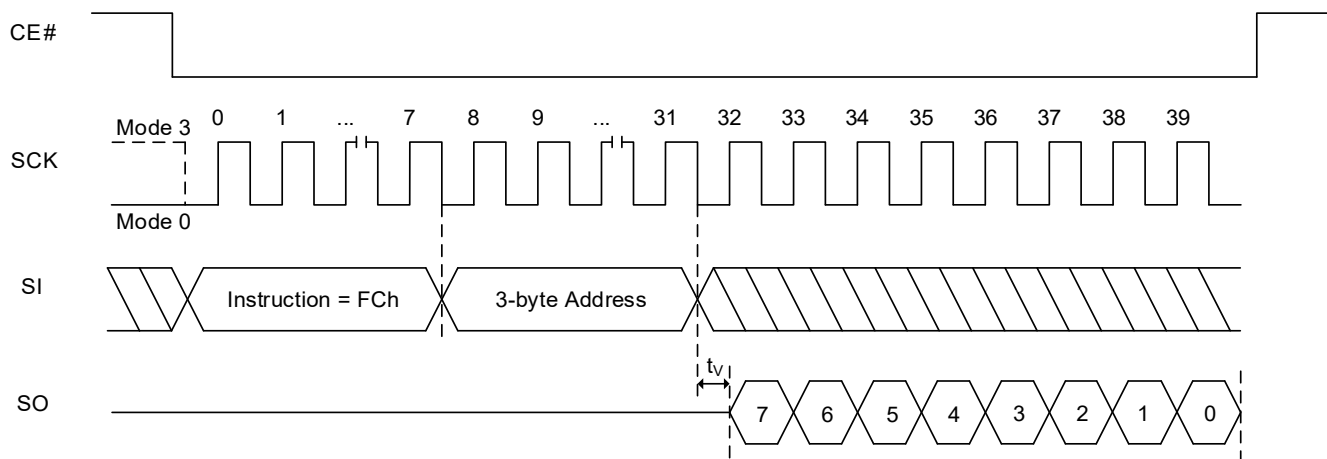 CE#
0 1 ... 7 8 9 ... 31 32 33 34 35 36 37 38 39
Mode 3
SCK
Mode 0
SI
Instruction = FCh
3-byte Address
tV
SO
7 6 5 4 3 2 1 0